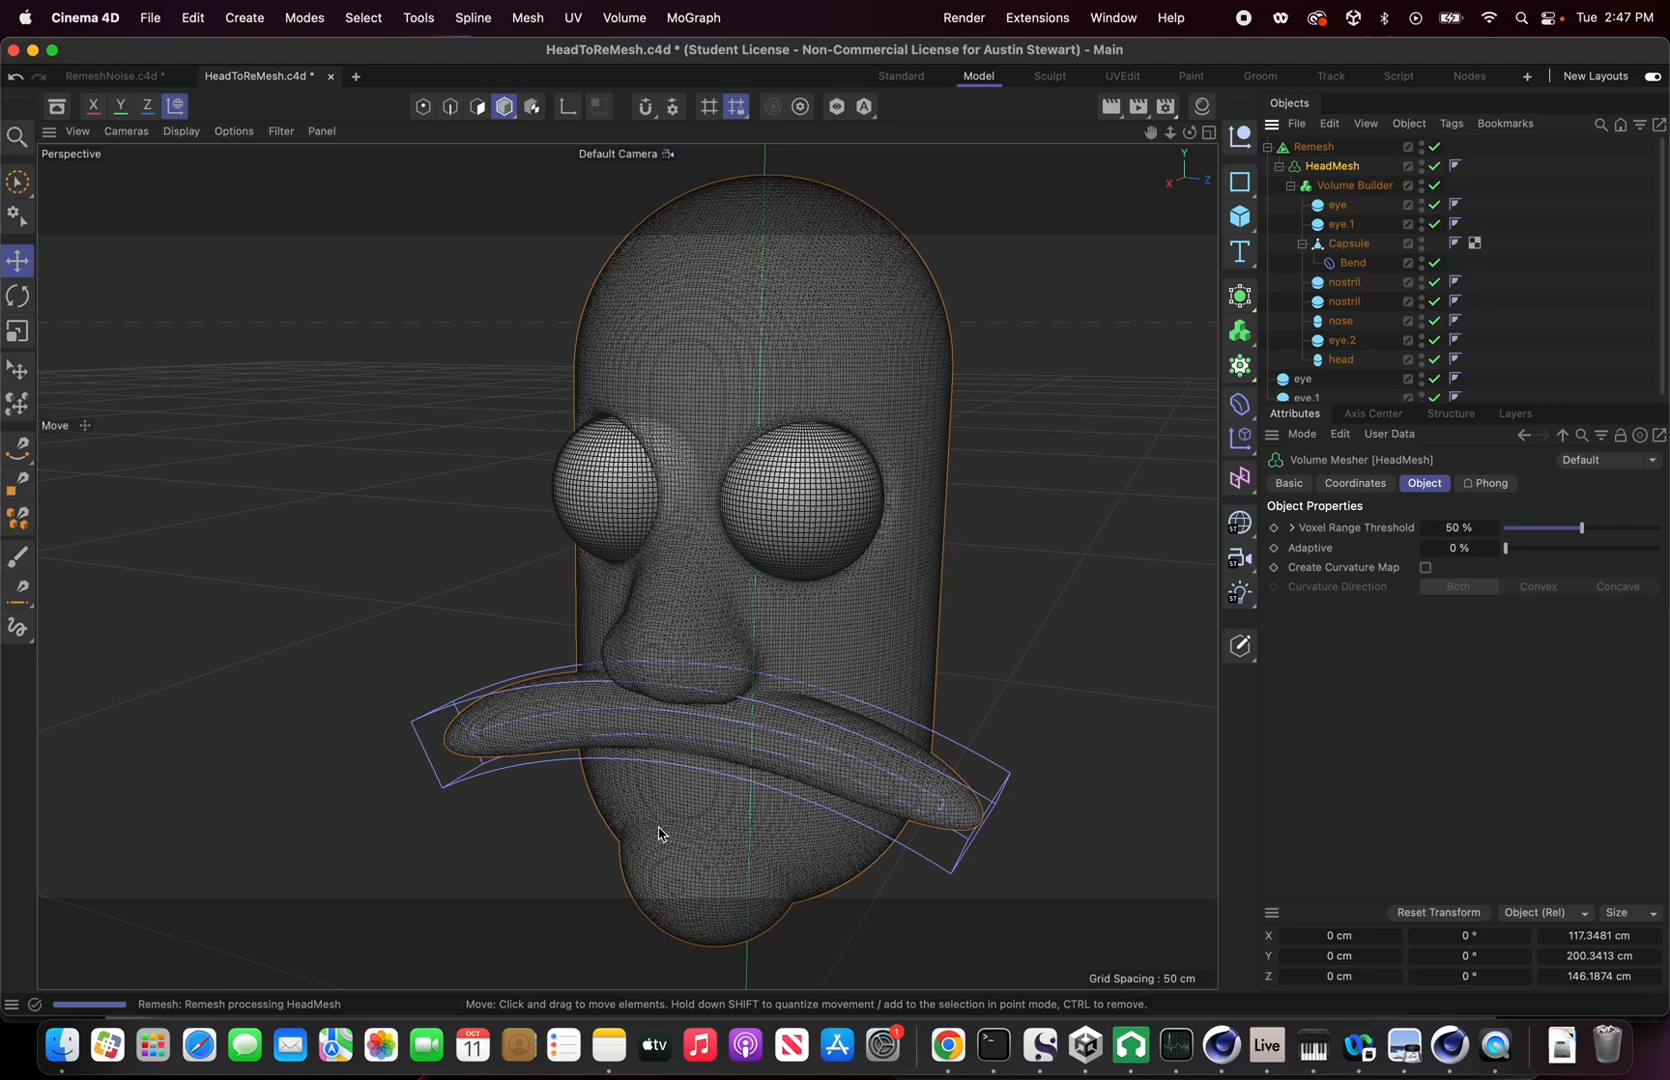 Cinema 4D File Edit Create Modes Select Tools Spline Mesh UV Volume MoGraph Render Extensions Window Help Tue 2:47 PM
HeadToReMesh.c4d * (Student License - Non-Commercial License for Austin Stewart) - Main
RemeshNoise.c4d * HeadToReMesh.c4d * Standard Model Sculpt UVEdit Paint Groom Track Script Nodes New Layouts
X Y Z Objects
View Cameras Display Options Filter Panel File Edit View Object Tags Bookmarks
Perspective Default Camera Y X Z
Remesh
HeadMesh
Volume Builder
eye
eye.1
Capsule
Bend
nostril
nostril
nose
eye.2
head
eye
eye.1
Move
Attributes Axis Center Structure Layers
Mode Edit User Data
Volume Mesher [HeadMesh] Default
Basic Coordinates Object Phong
Object Properties
Voxel Range Threshold 50 %
Adaptive 0 %
Create Curvature Map
Curvature Direction Both Convex Concave
ST
ST
ST
Reset Transform Object (Rel) Size
X 0 cm 0 ° 117.3481 cm
Y 0 cm 0 ° 200.3413 cm
Z 0 cm 0 ° 146.1874 cm
Grid Spacing : 50 cm
Remesh: Remesh processing HeadMesh Move: Click and drag to move elements. Hold down SHIFT to quantize movement / add to the selection in point mode, CTRL to remove.
OCT
11
tv
1
Live